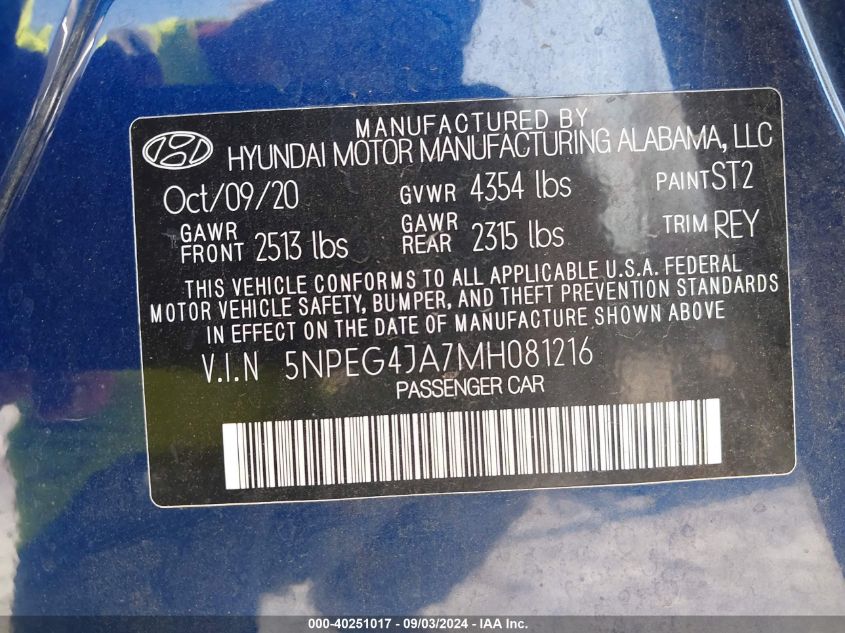 MANUFACTURED BY
HYUNDAI MOTOR MANUFACTURING ALABAMA, LLC
Oct/09/20 GVWR 4354 lbs PAINT ST2
GAWR FRONT 2513 lbs GAWR REAR 2315 lbs TRIM REY
THIS VEHICLE CONFORMS TO ALL APPLICABLE U.S.A. FEDERAL
MOTOR VEHICLE SAFETY, BUMPER, AND THEFT PREVENTION STANDARDS
IN EFFECT ON THE DATE OF MANUFACTURE SHOWN ABOVE
V.I.N 5NPEG4JA7MH081216
PASSENGER CAR
000-40251017 - 09/03/2024 - IAA Inc.